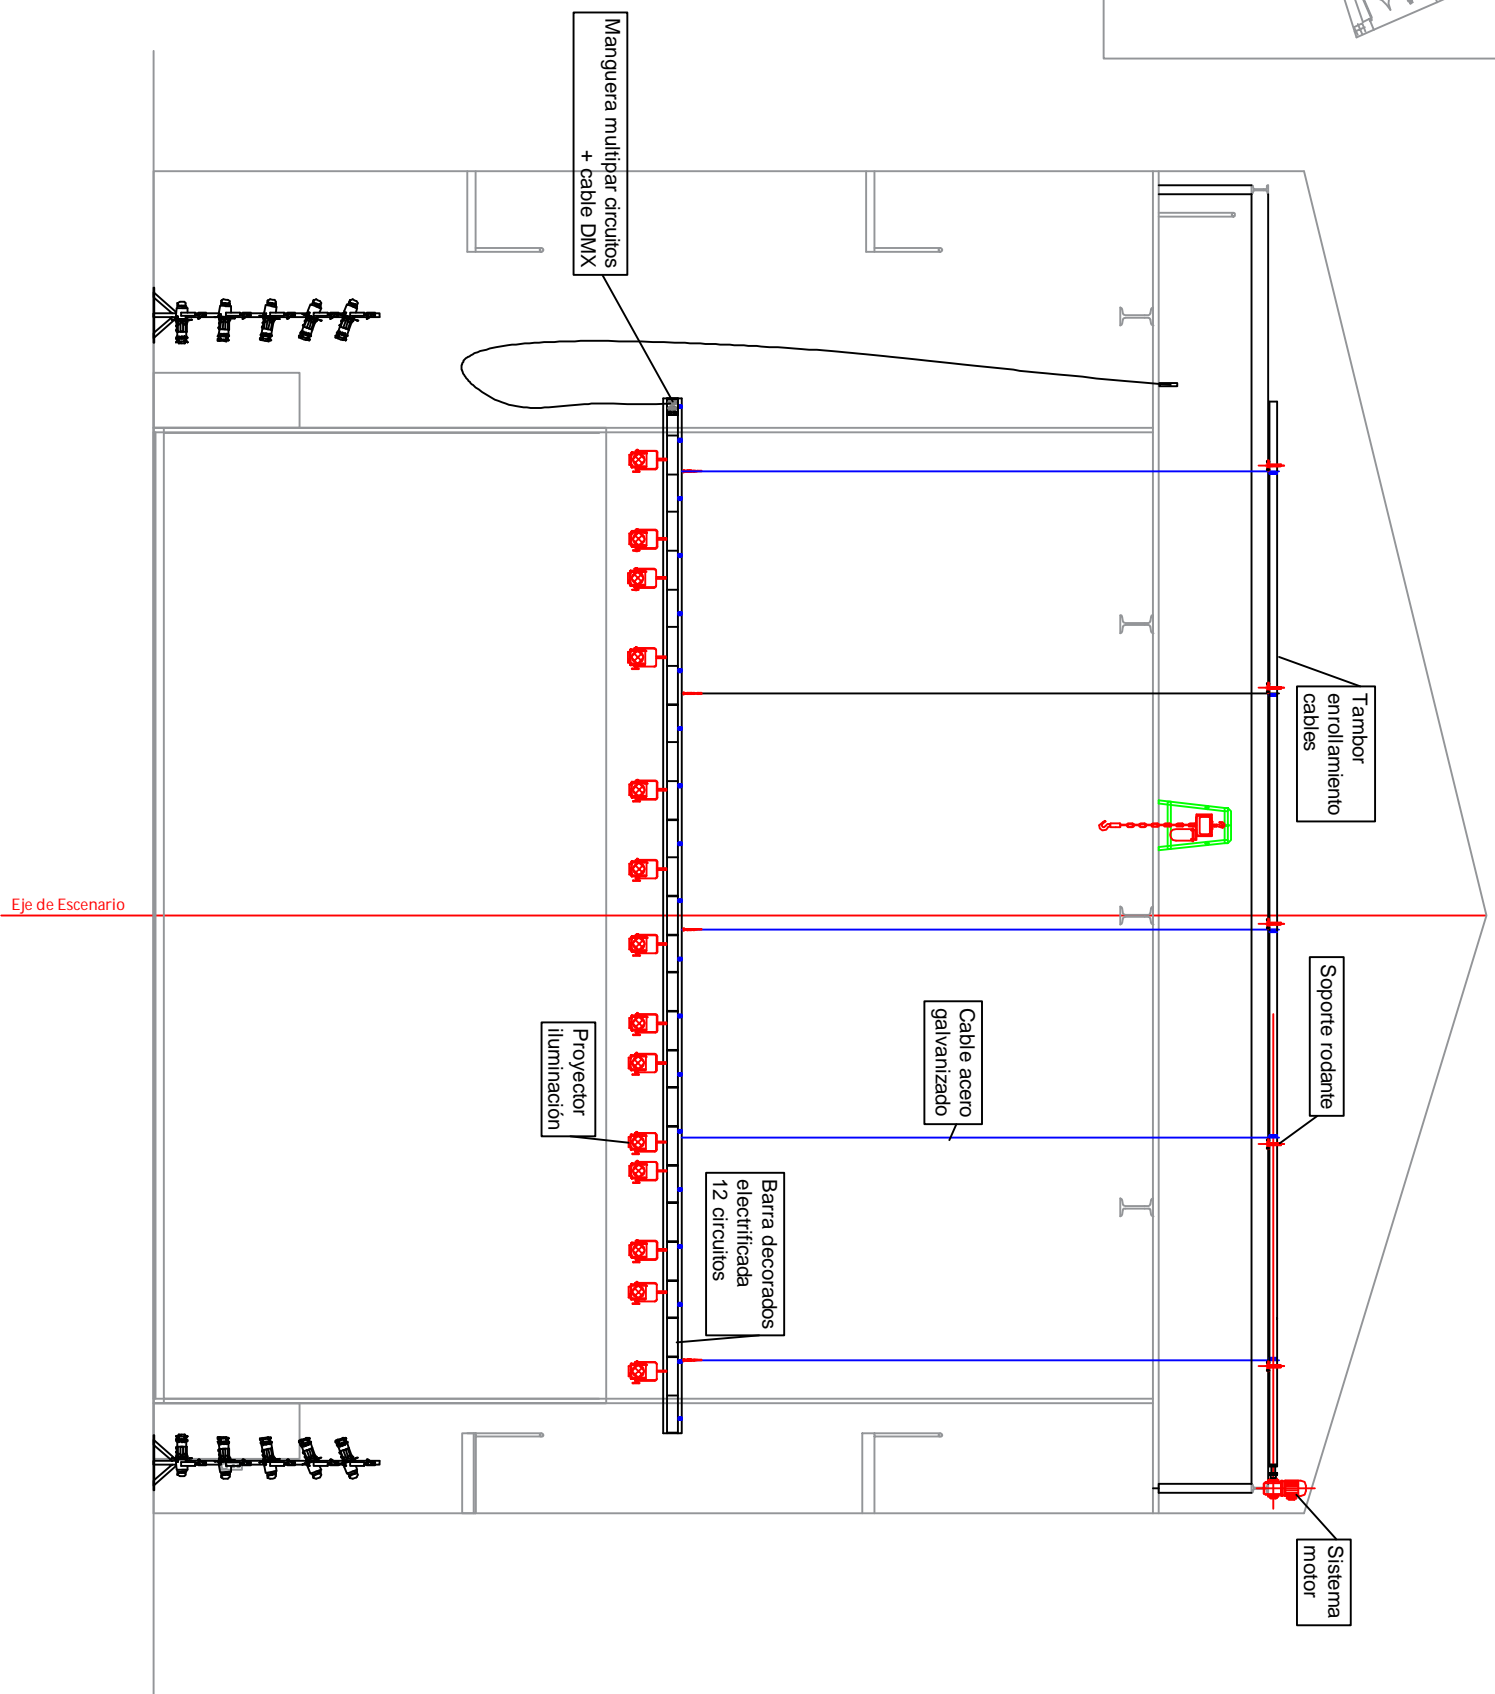 Manguera multipar circuitos
+ cable DMX
Tambor
enrollamiento
cables
Eje de Escenario
Soporte rodante
Cable acero
galvanizado
Proyector
iluminación
Barra decorados
electrificada
12 circuitos
Sistema
motor